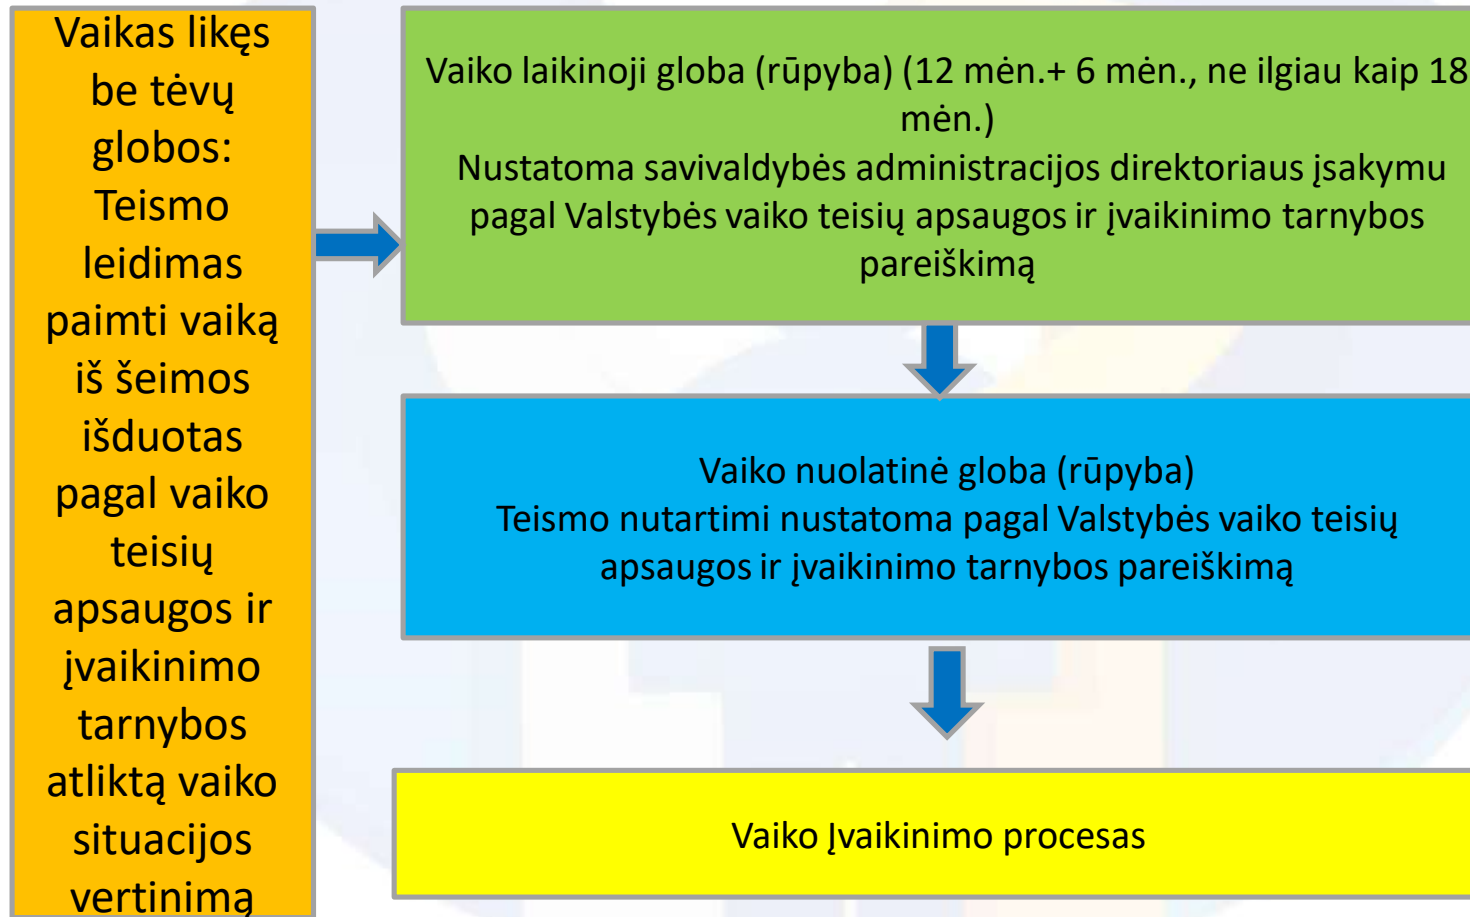 Vaikas likęs
be tėvų
globos:
Teismo
leidimas
paimti vaiką
iš šeimos
išduotas
pagal vaiko
teisių
apsaugos ir
įvaikinimo
tarnybos
atliktą vaiko
situacijos
vertinimą
Vaiko laikinoji globa (rūpyba) (12 mėn.+ 6 mėn., ne ilgiau kaip 18
mėn.)
Nustatoma savivaldybės administracijos direktoriaus įsakymu
pagal Valstybės vaiko teisių apsaugos ir įvaikinimo tarnybos
pareiškimą
Vaiko nuolatinė globa (rūpyba)
Teismo nutartimi nustatoma pagal Valstybės vaiko teisių
apsaugos ir įvaikinimo tarnybos pareiškimą
Vaiko Įvaikinimo procesas